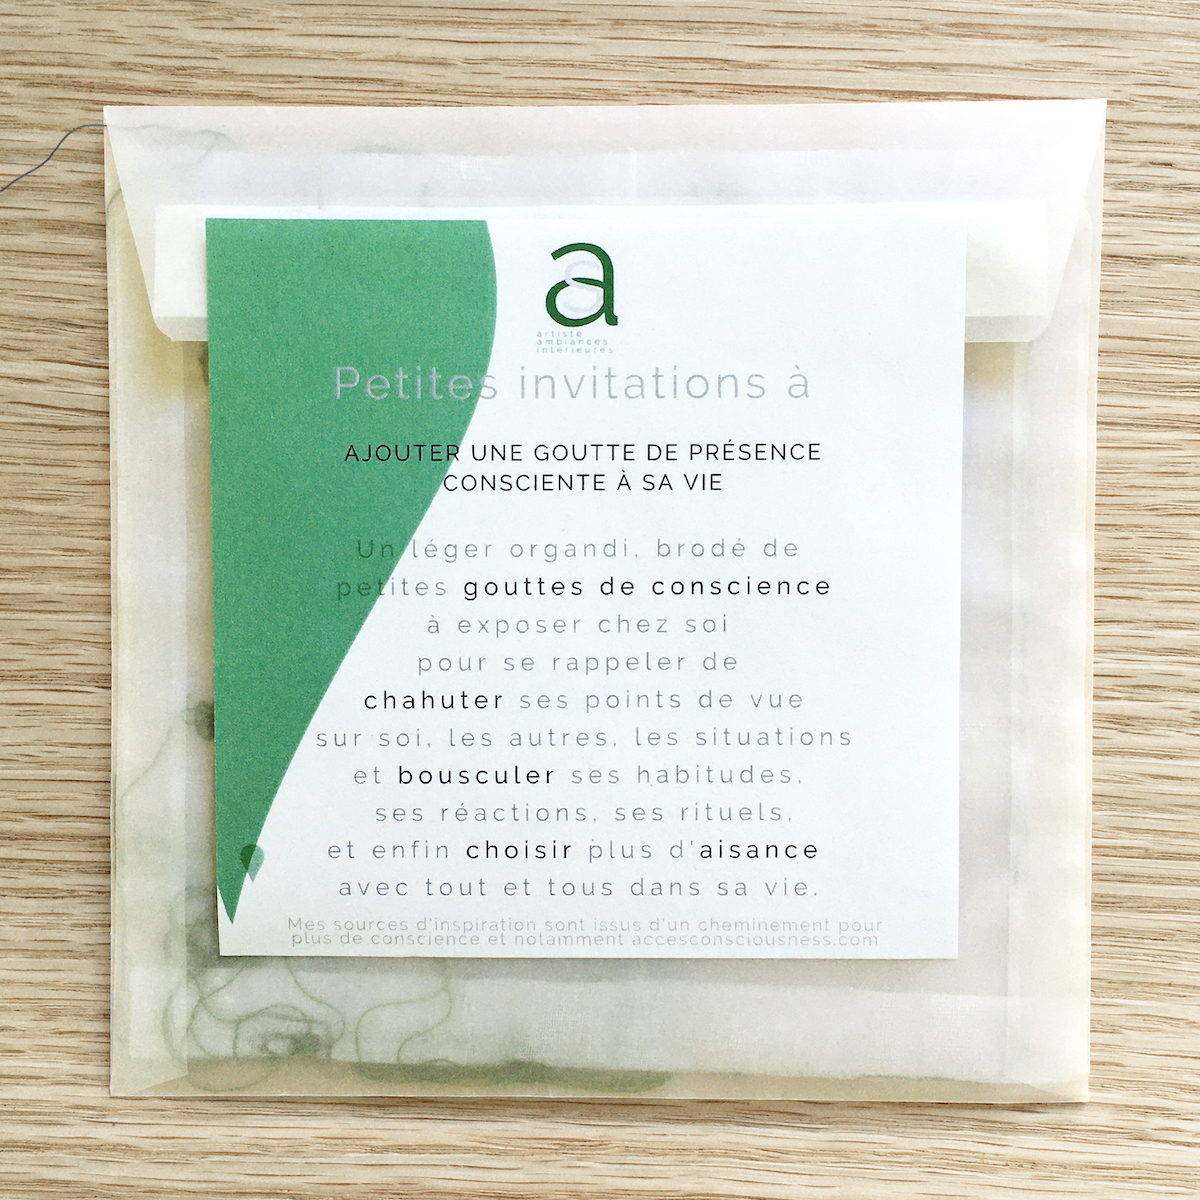 as
artiste
ambiances
intérieures
Petites invitations à
AJOUTER UNE GOUTTE DE PRÉSENCE
CONSCIENTE À SA VIE
Un léger organdi, brodé de
petites gouttes de conscience
à exposer chez soi
pour se rappeler de
chahuter ses points de vue
sur soi, les autres, les situations
et bousculer ses habitudes,
ses réactions, ses rituels,
et enfin choisir plus d'aisance
avec tout et tous dans sa vie.
Mes sources d'inspiration sont issus d'un cheminement pour
plus de conscience et notamment accesconsciousness.com